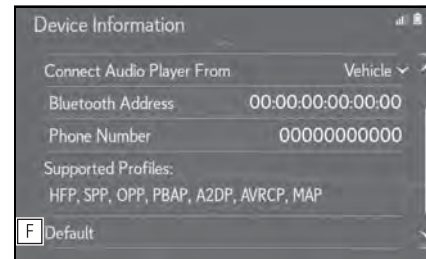 Device Information
Connect Audio Player From Vehicle
Bluetooth Address 00:00:00:00:00:00
Phone Number 00000000000
Supported Profiles:
HFP, SPP, OPP, PBAP, A2DP, AVRCP, MAP
F Default